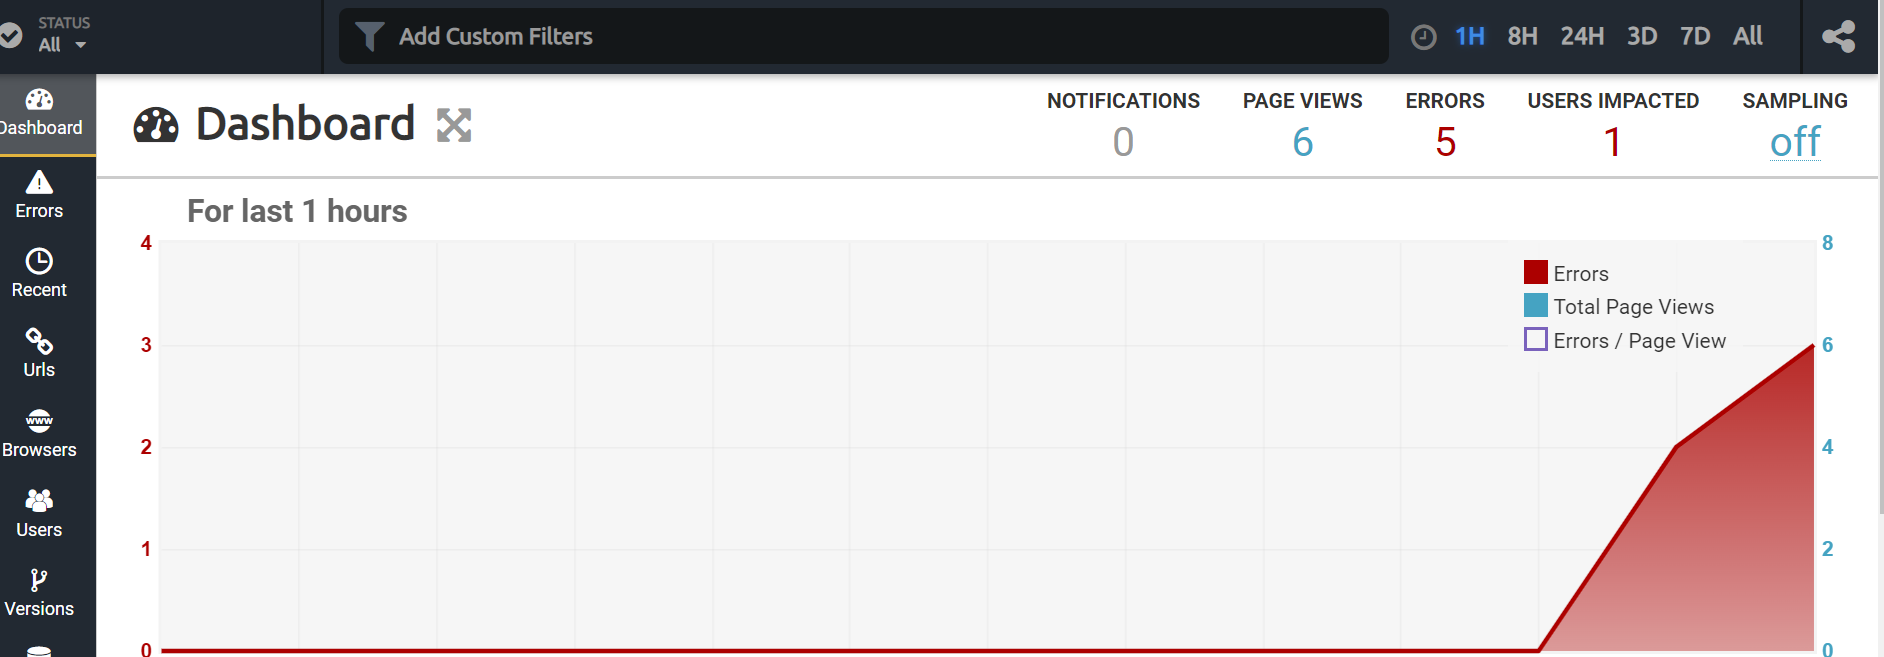 STATUS
All
Add Custom Filters
1H 8H 24H 3D 7D All
Dashboard
Errors
Recent
Urls
www
Browsers
Users
Versions
Dashboard
NOTIFICATIONS
0
PAGE VIEWS
6
ERRORS
5
USERS IMPACTED
1
SAMPLING
off
For last 1 hours
4
3
2
1
0
Errors
Total Page Views
Errors / Page View
8
6
4
2
0